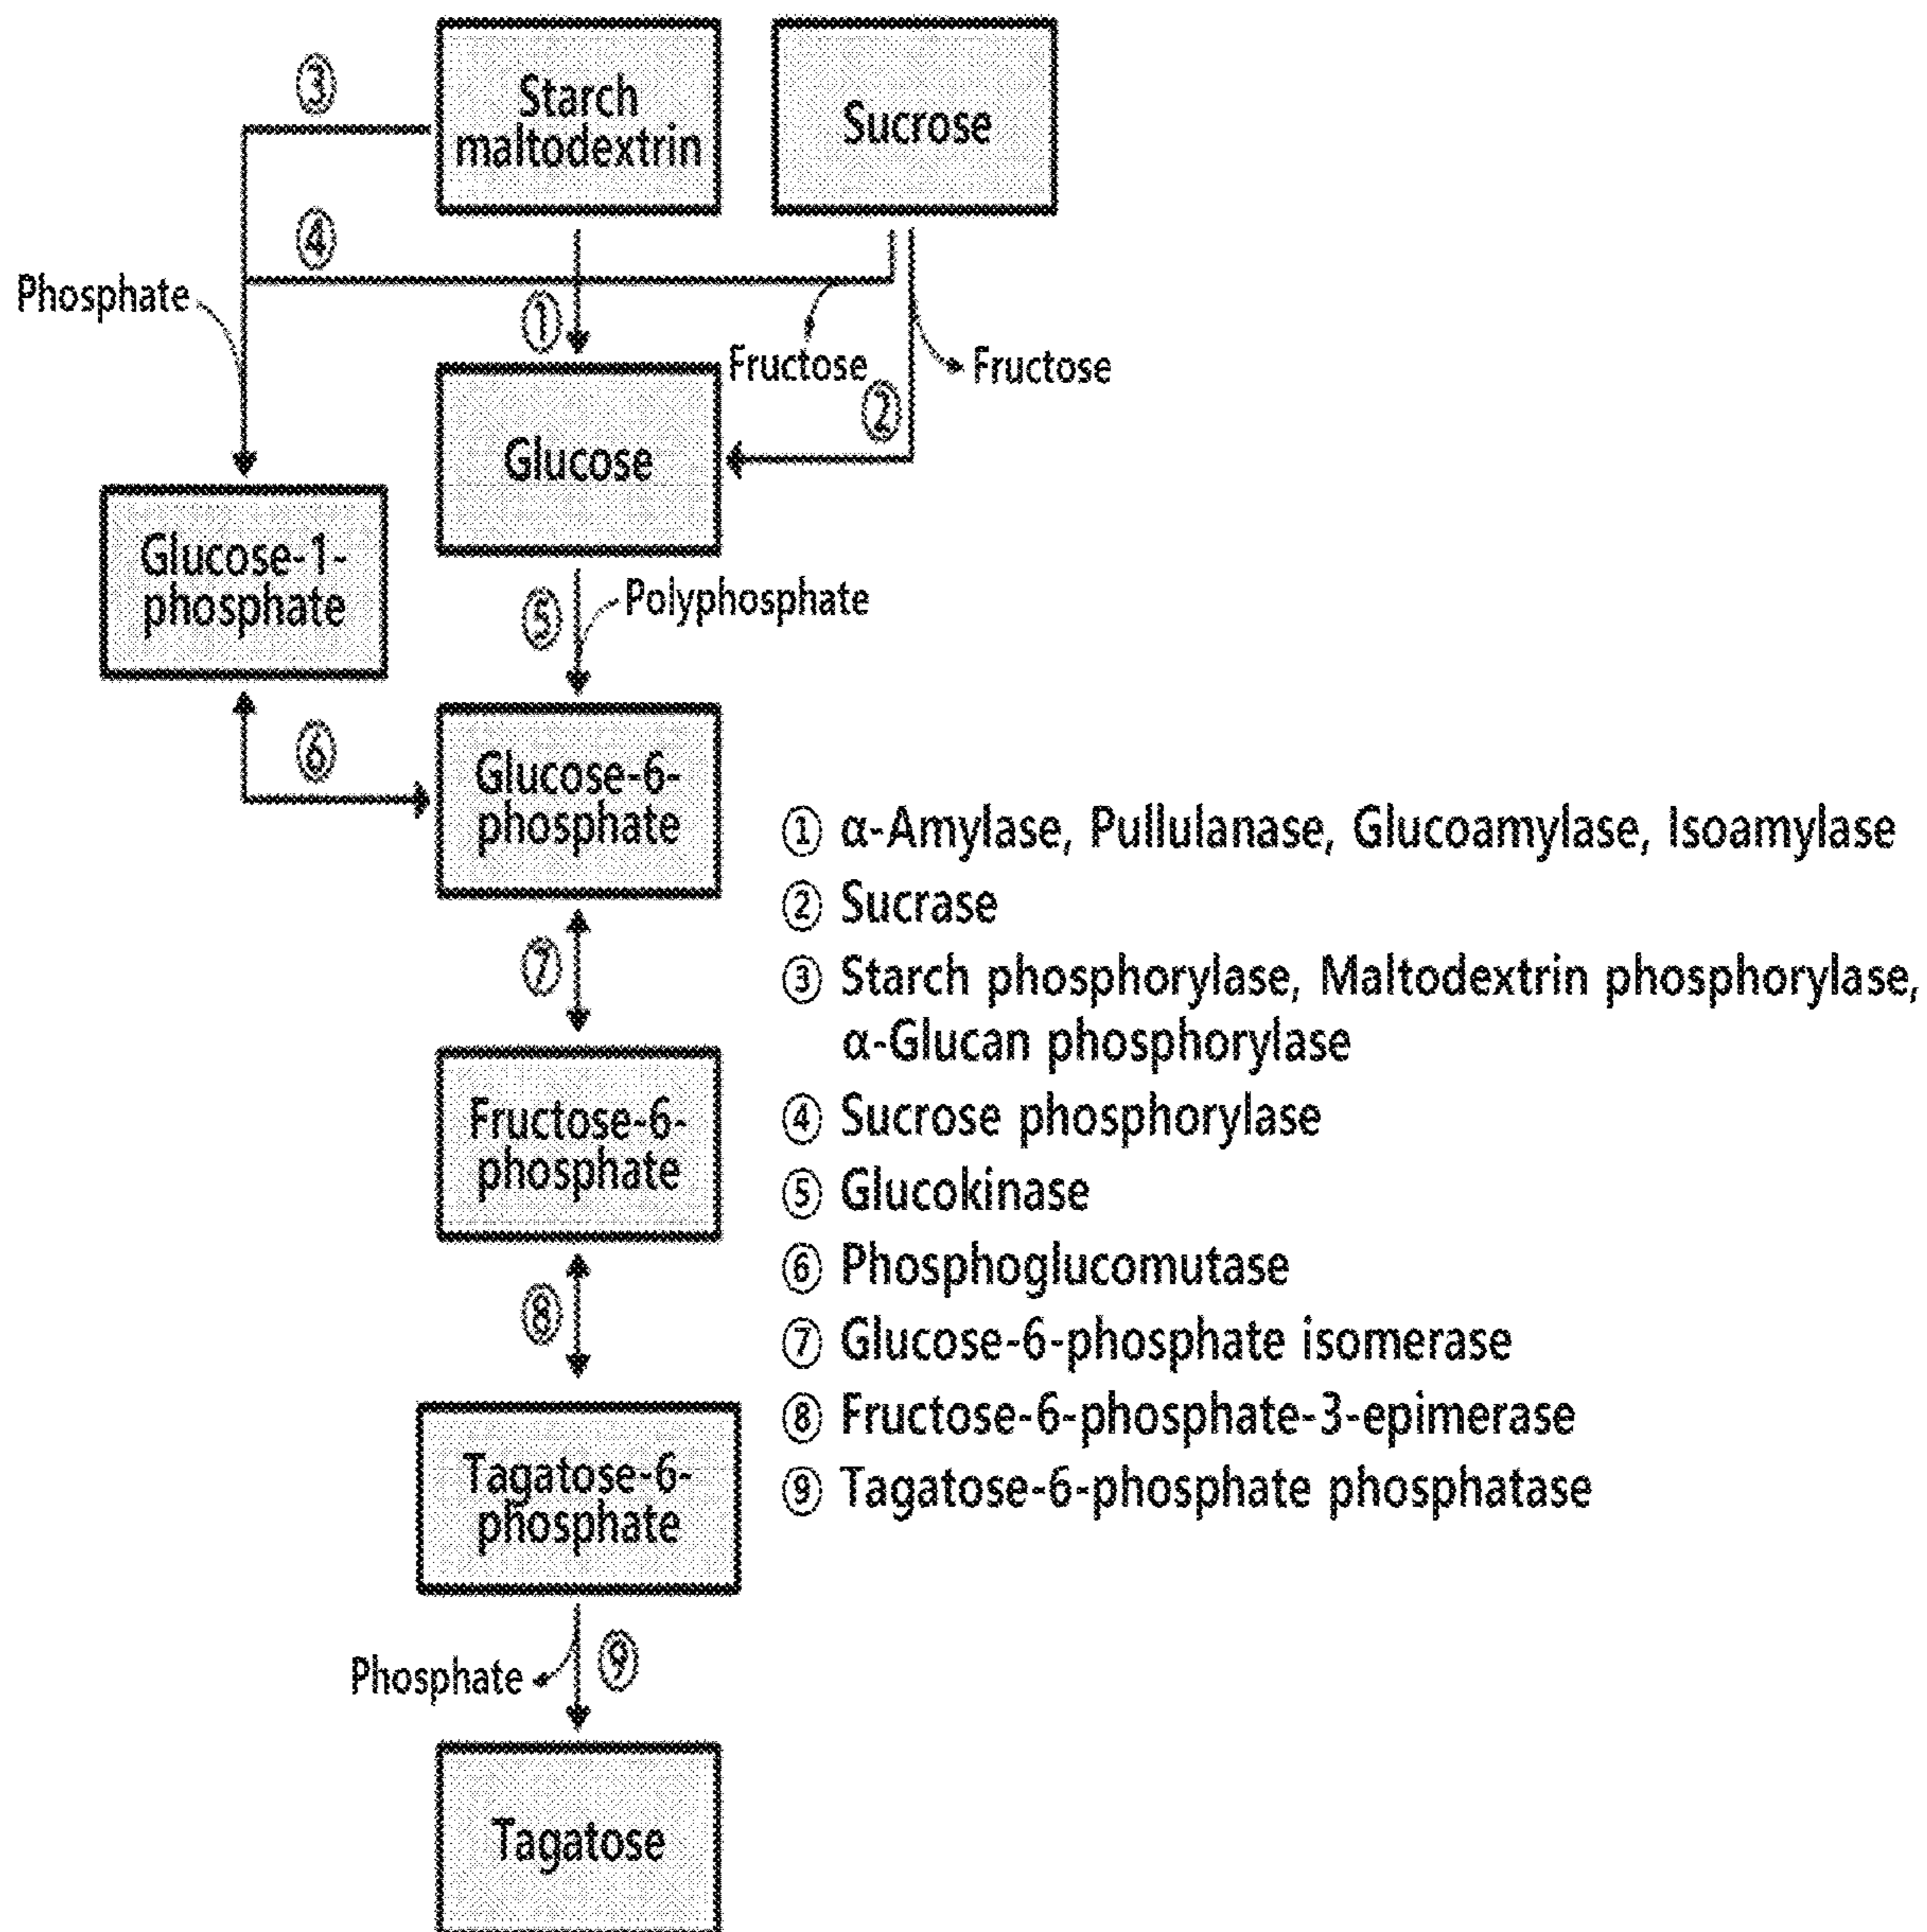 ③
Starch
maltodextrin
Sucrose
④
Phosphate
①
Fructose
Fructose
②
Glucose
Glucose-1-
phosphate
⑤
Polyphosphate
⑥
Glucose-6-
phosphate
⑦
Fructose-6-
phosphate
⑧
Tagatose-6-
phosphate
Phosphate
⑨
Tagatose
① α-Amylase, Pullulanase, Glucoamylase, Isoamylase
② Sucrase
③ Starch phosphorylase, Maltodextrin phosphorylase,
α-Glucan phosphorylase
④ Sucrose phosphorylase
⑤ Glucokinase
⑥ Phosphoglucomutase
⑦ Glucose-6-phosphate isomerase
⑧ Fructose-6-phosphate-3-epimerase
⑨ Tagatose-6-phosphate phosphatase